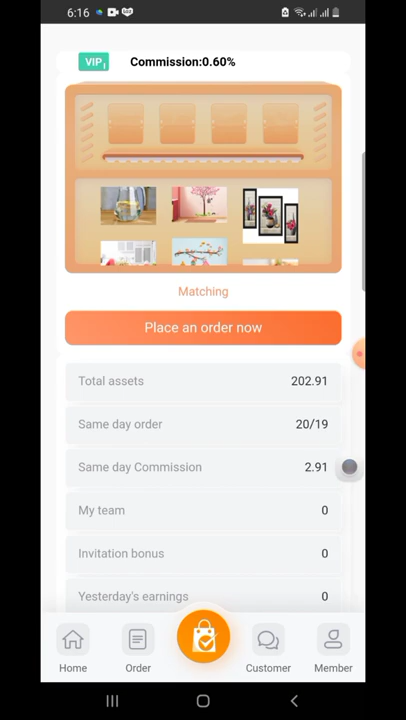 6:16
VIP1
Commission:0.60%
Matching
Place an order now
Total assets 202.91
Same day order 20/19
Same day Commission 2.91
My team 0
Invitation bonus 0
Yesterday's earnings 0
Home Order Customer Member